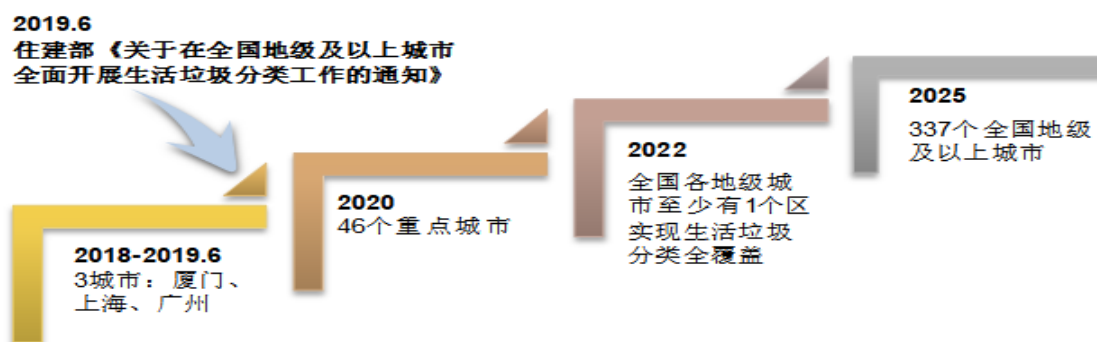 2019.6
住建部《关于在全国地级及以上城市
全面开展生活垃圾分类工作的通知》
2018-2019.6
3城市：厦门、
上海、广州
2020
46个重点城市
2022
全国各地级城
市至少有1个区
实现生活垃圾
分类全覆盖
2025
337个全国地级
及以上城市